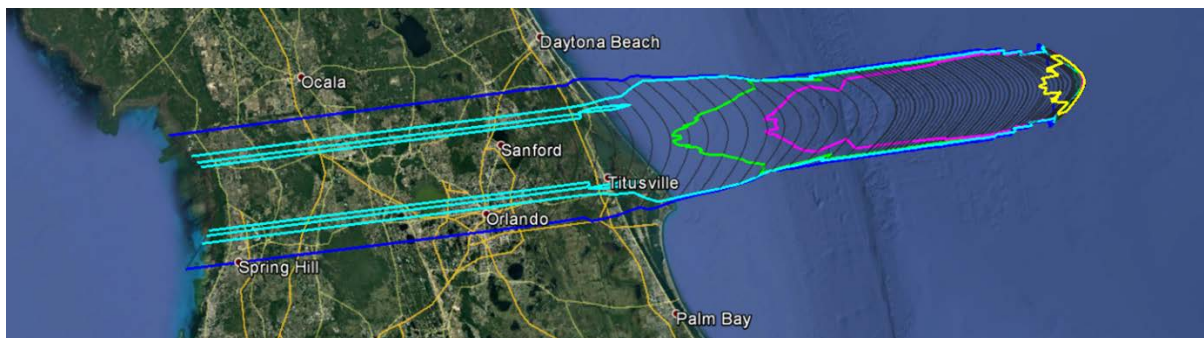 Daytona Beach
Ocala
Sanford
Titusville
Orlando
Spring Hill
Palm Bay